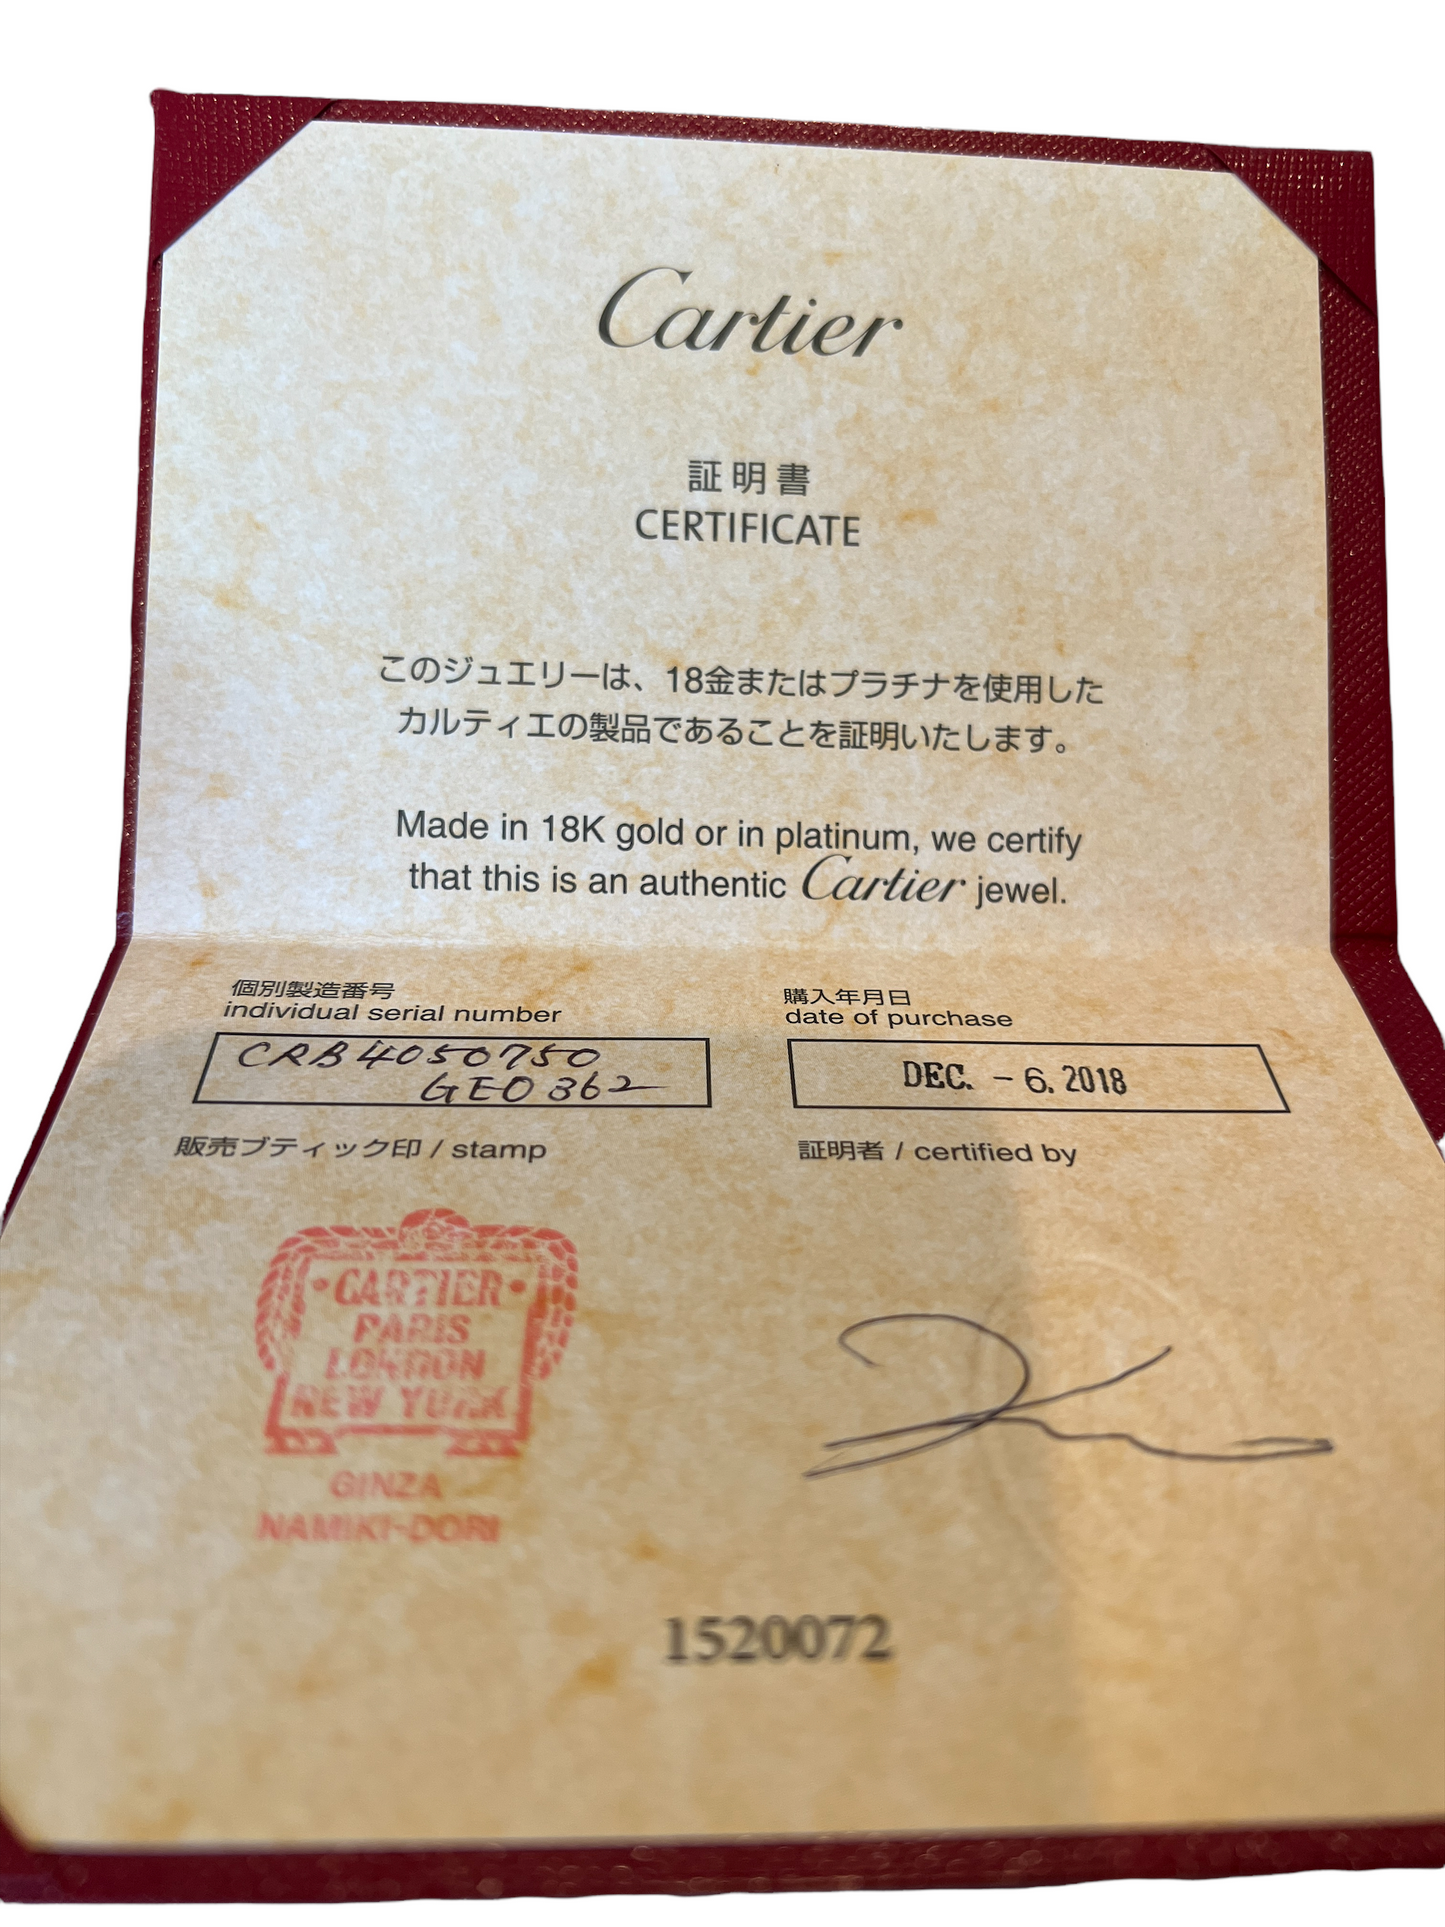 Cartier
証明書
CERTIFICATE
このジュエリーは、18金またはプラチナを使用した
カルティエの製品であることを証明いたします。
Made in 18K gold or in platinum, we certify
that this is an authentic Cartier jewel.
個別製造番号
individual serial number
CRB4050750
GEO362
購入年月日
date of purchase
DEC. - 6. 2018
販売ブティック印 / stamp
• CARTIER •
PARIS
LONDON
NEW YORK
GINZA
NAMIKI-DORI
証明者 / certified by
1520072